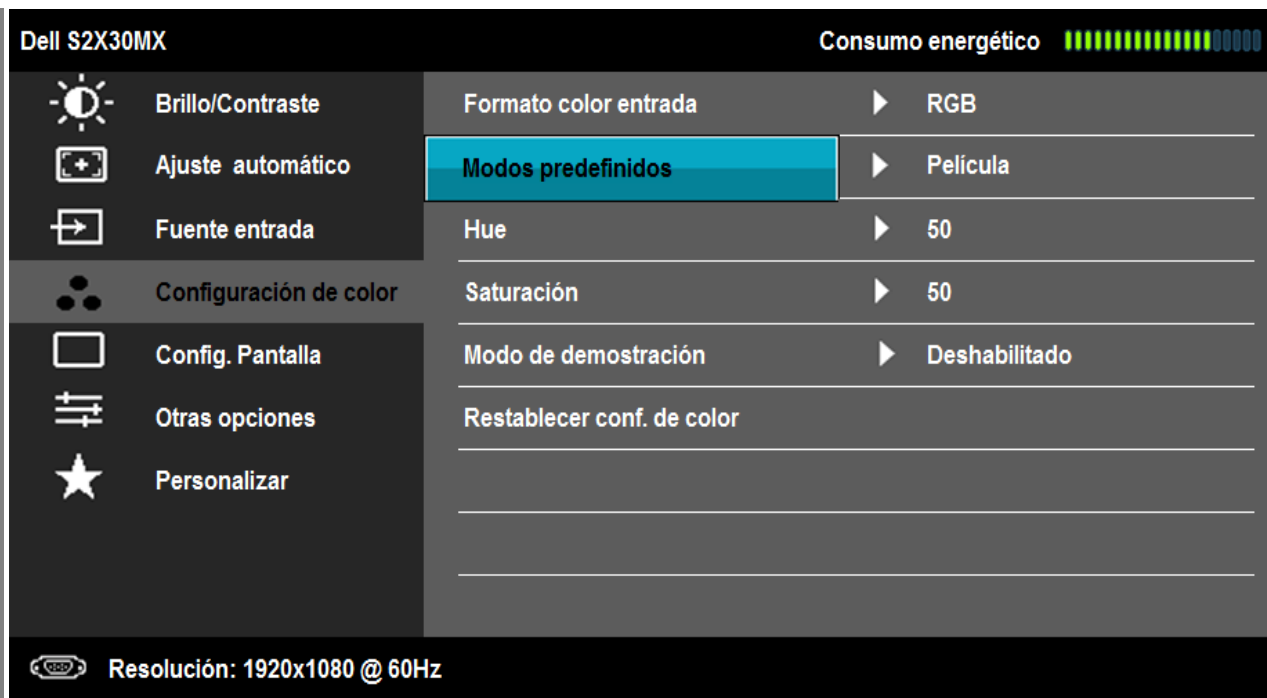 Dell S2X30MX Consumo energético
Brillo/Contraste Formato color entrada RGB
Ajuste automático Modos predefinidos Película
Fuente entrada Hue 50
Configuración de color Saturación 50
Config. Pantalla Modo de demostración Deshabilitado
Otras opciones Restablecer conf. de color
Personalizar
Resolución: 1920x1080 @ 60Hz